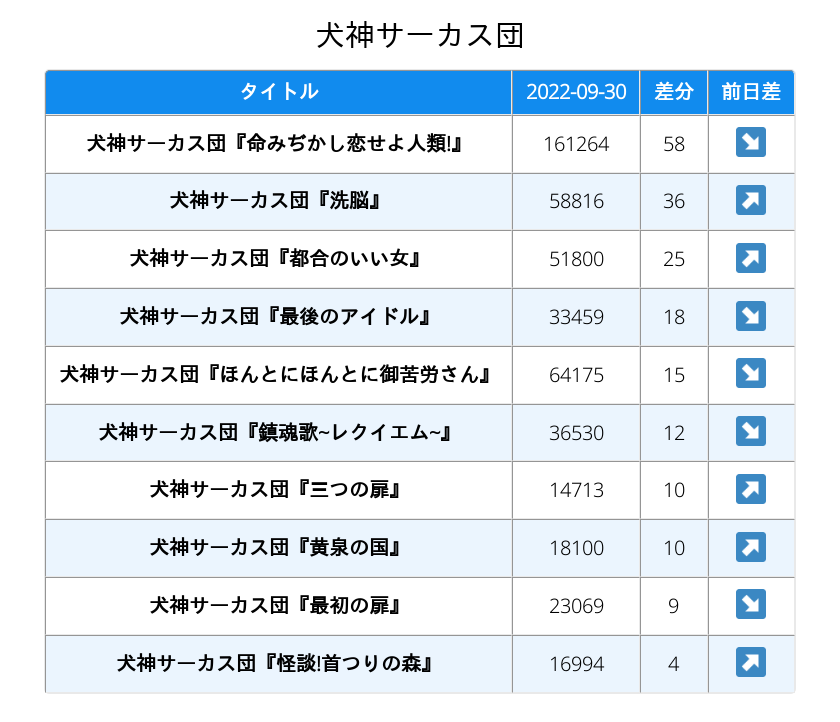 犬神サーカス団
タイトル 2022-09-30 差分 前日差
犬神サーカス団『命みぢかし恋せよ人類!』 161264 58 ↘
犬神サーカス団『洗脳』 58816 36 ↗
犬神サーカス団『都合のいい女』 51800 25 ↗
犬神サーカス団『最後のアイドル』 33459 18 ↘
犬神サーカス団『ほんとにほんとに御苦労さん』 64175 15 ↘
犬神サーカス団『鎮魂歌~レクイエム~』 36530 12 ↘
犬神サーカス団『三つの扉』 14713 10 ↗
犬神サーカス団『黄泉の国』 18100 10 ↗
犬神サーカス団『最初の扉』 23069 9 ↘
犬神サーカス団『怪談!首つりの森』 16994 4 ↗